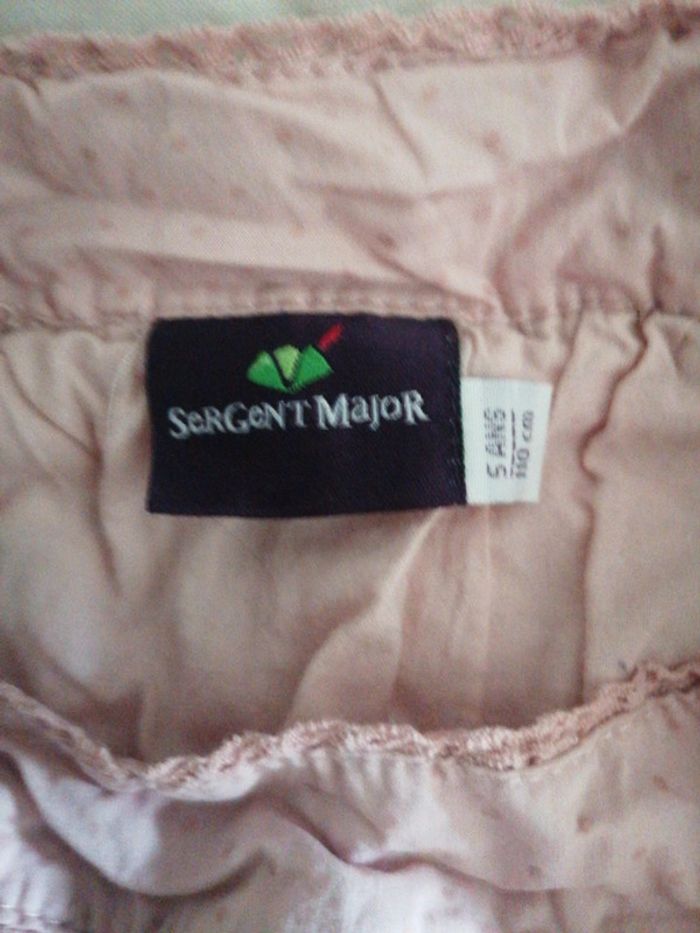 SeRGeNT MajoR
5 ANS
110 cm